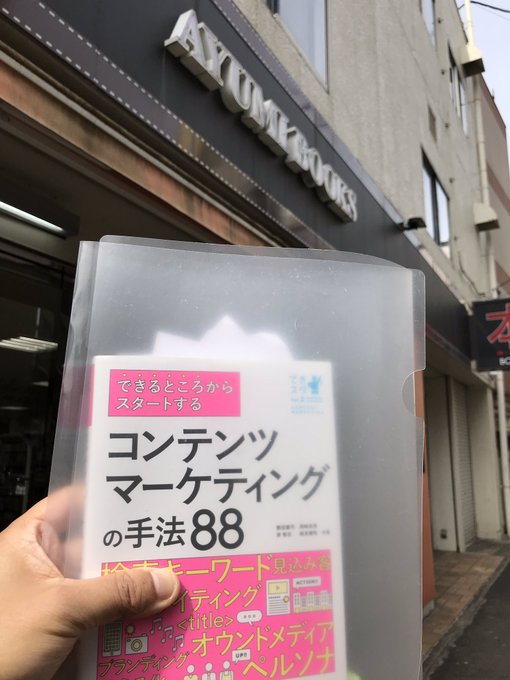 AYUMI BOOKS
本
できるところから
スタートする
コンテンツ
マーケティング
の手法88
検索キーワード見込み客
イティング
<title>
オウンドメディア
ブランディング
ペルソナ